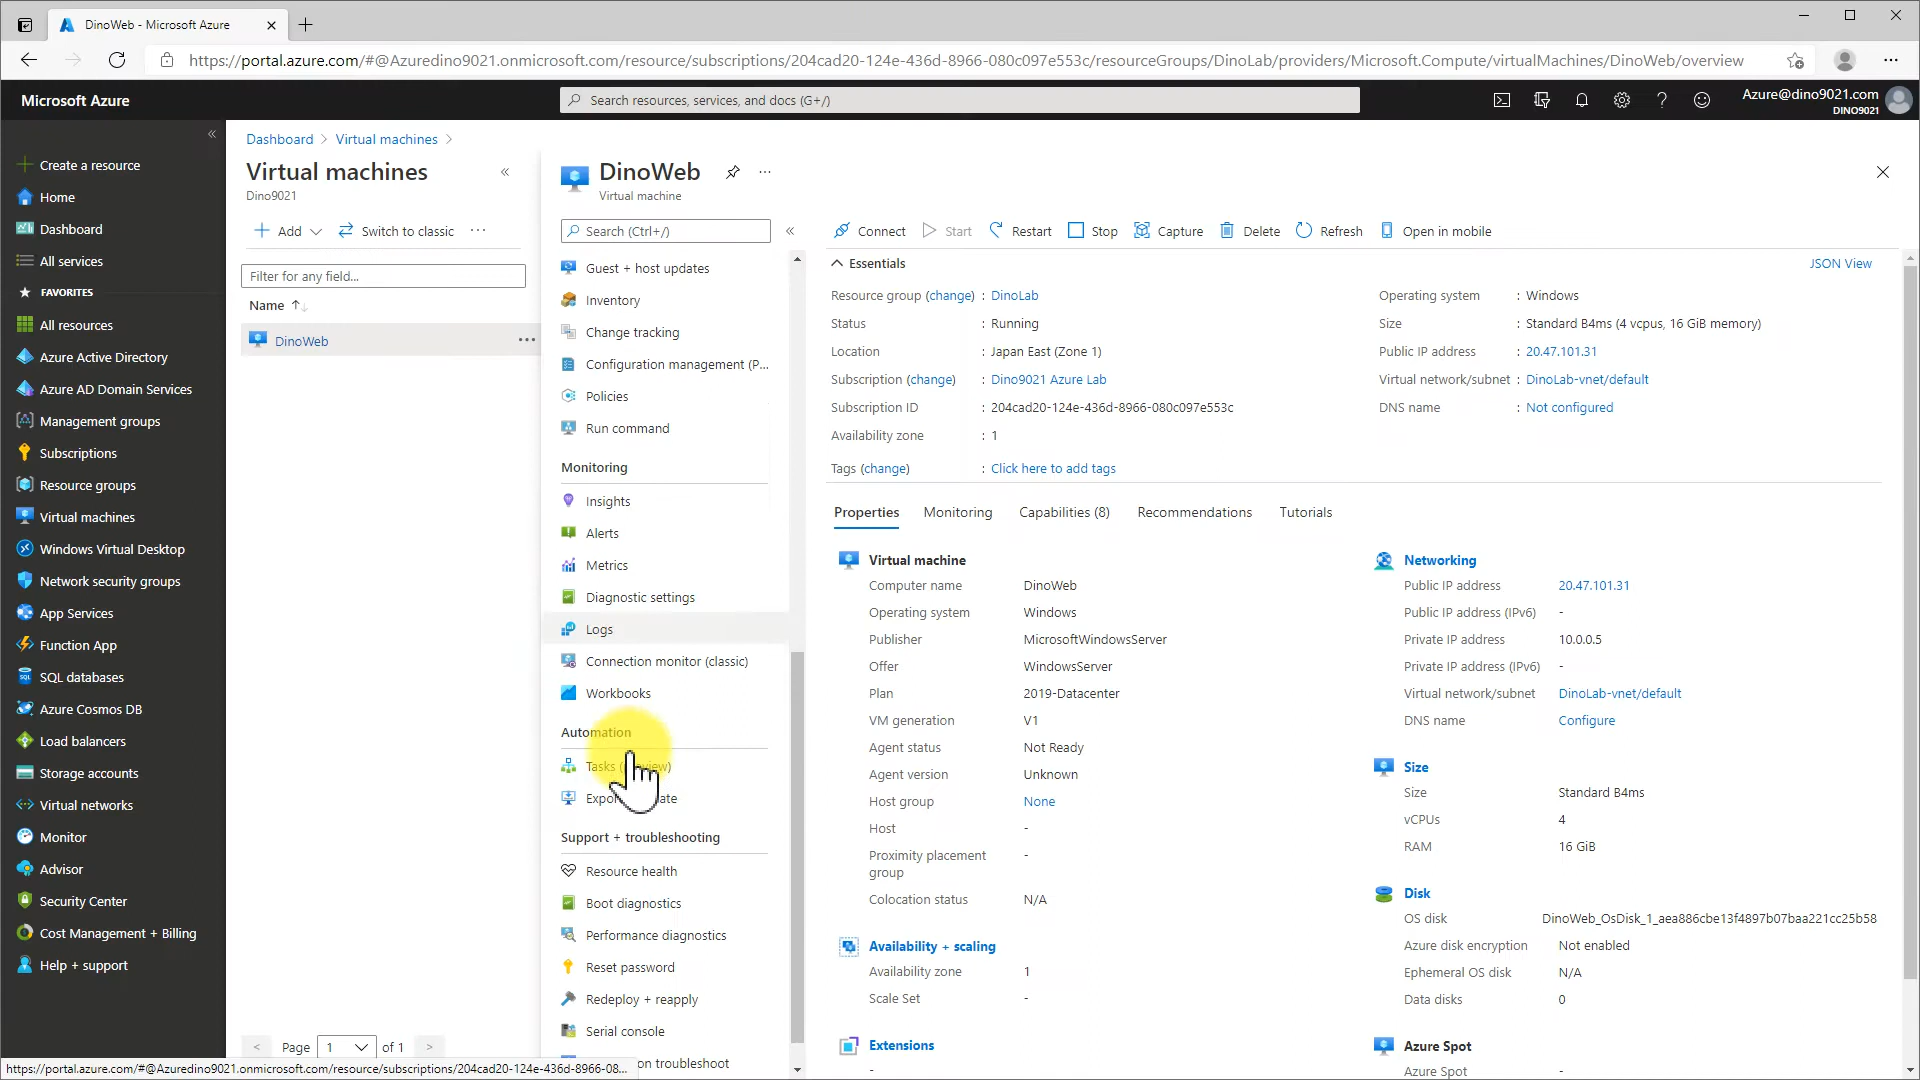 DinoWeb - Microsoft Azure
https://portal.azure.com/#@Azuredino9021.onmicrosoft.com/resource/subscriptions/204cad20-124e-436d-8966-080c097e553c/resourceGroups/DinoLab/providers/Microsoft.Compute/virtualMachines/DinoWeb/overview
Microsoft Azure
Search resources, services, and docs (G+/)
Azure@dino9021.com
DINO9021
Create a resource
Home
Dashboard
All services
FAVORITES
All resources
Azure Active Directory
Azure AD Domain Services
Management groups
Subscriptions
Resource groups
Virtual machines
Windows Virtual Desktop
Network security groups
App Services
Function App
SQL databases
Azure Cosmos DB
Load balancers
Storage accounts
Virtual networks
Monitor
Advisor
Security Center
Cost Management + Billing
Help + support
Dashboard > Virtual machines >
Virtual machines
Dino9021
Add
Switch to classic
Filter for any field...
Name
DinoWeb
< Page 1 of 1 >
DinoWeb
Virtual machine
Search (Ctrl+/)
Guest + host updates
Inventory
Change tracking
Configuration management (P...
Policies
Run command
Monitoring
Insights
Alerts
Metrics
Diagnostic settings
Logs
Connection monitor (classic)
Workbooks
Automation
Tasks
Support + troubleshooting
Resource health
Boot diagnostics
Performance diagnostics
Reset password
Redeploy + reapply
Serial console
troubleshoot
Connect
Start
Restart
Stop
Capture
Delete
Refresh
Open in mobile
Essentials
JSON View
Resource group (change) : DinoLab
Status : Running
Location : Japan East (Zone 1)
Subscription (change) : Dino9021 Azure Lab
Subscription ID : 204cad20-124e-436d-8966-080c097e553c
Availability zone : 1
Tags (change) : Click here to add tags
Operating system : Windows
Size : Standard B4ms (4 vcpus, 16 GiB memory)
Public IP address : 20.47.101.31
Virtual network/subnet : DinoLab-vnet/default
DNS name : Not configured
Properties
Monitoring
Capabilities (8)
Recommendations
Tutorials
Virtual machine
Computer name DinoWeb
Operating system Windows
Publisher MicrosoftWindowsServer
Offer WindowsServer
Plan 2019-Datacenter
VM generation V1
Agent status Not Ready
Agent version Unknown
Host group None
Host -
Proximity placement group -
Colocation status N/A
Availability + scaling
Availability zone 1
Scale Set -
Extensions
-
Networking
Public IP address 20.47.101.31
Public IP address (IPv6) -
Private IP address 10.0.0.5
Private IP address (IPv6) -
Virtual network/subnet DinoLab-vnet/default
DNS name Configure
Size
Size Standard B4ms
vCPUs 4
RAM 16 GiB
Disk
OS disk DinoWeb_OsDisk_1_aea886cbe13f4897b07baa221cc25b58
Azure disk encryption Not enabled
Ephemeral OS disk N/A
Data disks 0
Azure Spot
Azure Spot -
https://portal.azure.com/#@Azuredino9021.onmicrosoft.com/resource/subscriptions/204cad20-124e-436d-8966-08...